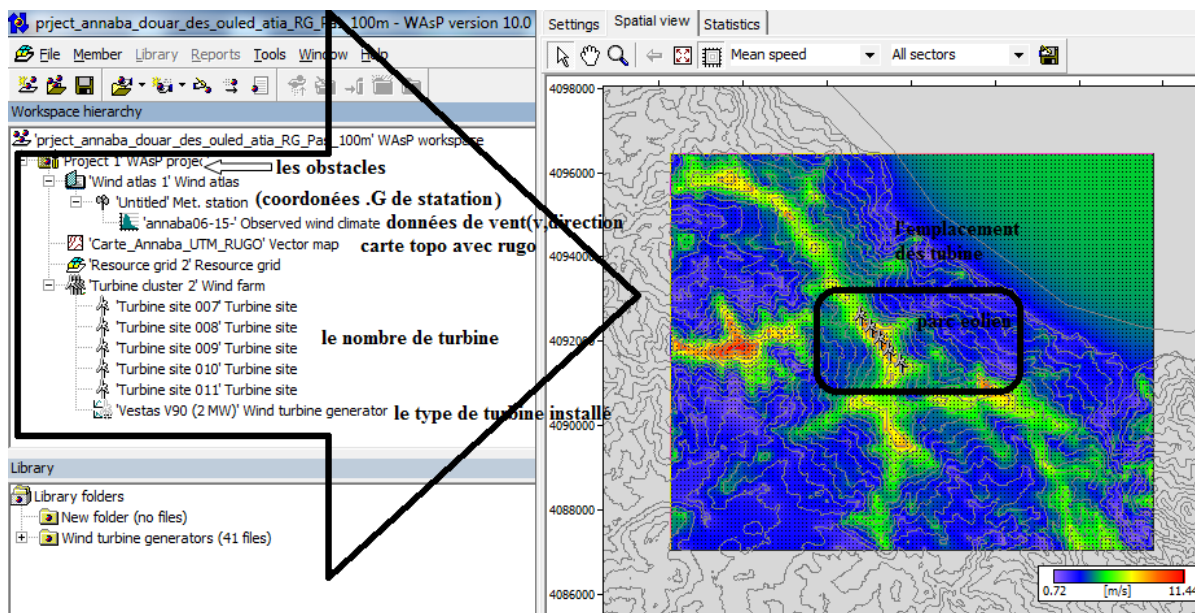 prject_annaba_douar_des_ouled_atia_RG_Pas_100m - WAsP version 10.0
File Member Library Reports Tools Window Help
Workspace hierarchy
'prject_annaba_douar_des_ouled_atia_RG_Pas_100m' WAsP workspace
'Project 1' WAsP project
les obstacles
'Wind atlas 1' Wind atlas
'Untitled' Met. station (coordonées .G de statation)
'annaba06-15-' Observed wind climate données de vent(v,direction
'Carte_Annaba_UTM_RUGO' Vector map carte topo avec rugo
'Resource grid 2' Resource grid
'Turbine cluster 2' Wind farm
'Turbine site 007' Turbine site
'Turbine site 008' Turbine site
'Turbine site 009' Turbine site
le nombre de turbine
'Turbine site 010' Turbine site
'Turbine site 011' Turbine site
'Vestas V90 (2 MW)' Wind turbine generator le type de turbine installé
Library
Library folders
New folder (no files)
Wind turbine generators (41 files)
Settings Spatial view Statistics
Mean speed All sectors
4098000
4096000
4094000
4092000
4090000
4088000
4086000
l'emplacement
des tubine
parc eolien
0.72 [m/s] 11.44